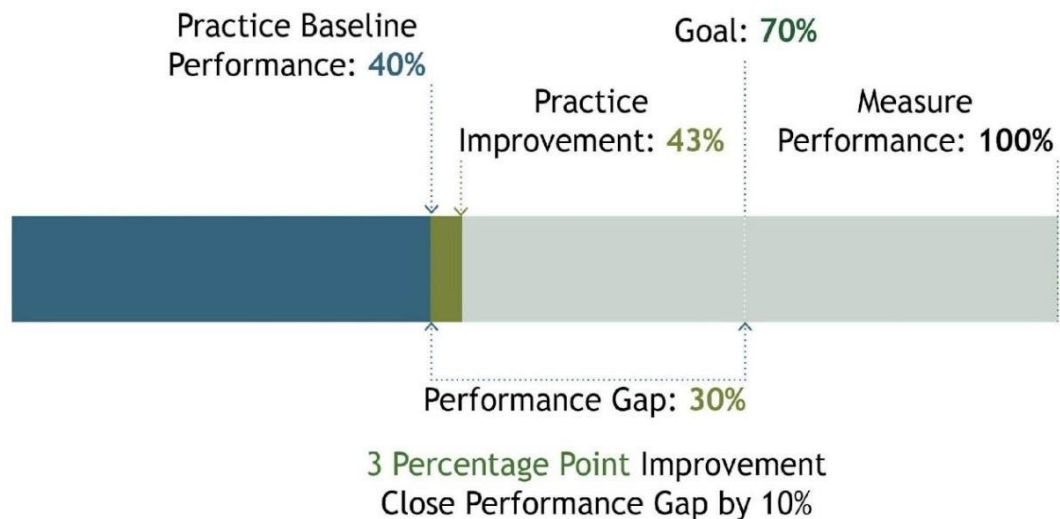 Practice Baseline
Performance: 40%
Goal: 70%
Practice
Improvement: 43%
Measure
Performance: 100%
Performance Gap: 30%
3 Percentage Point Improvement
Close Performance Gap by 10%